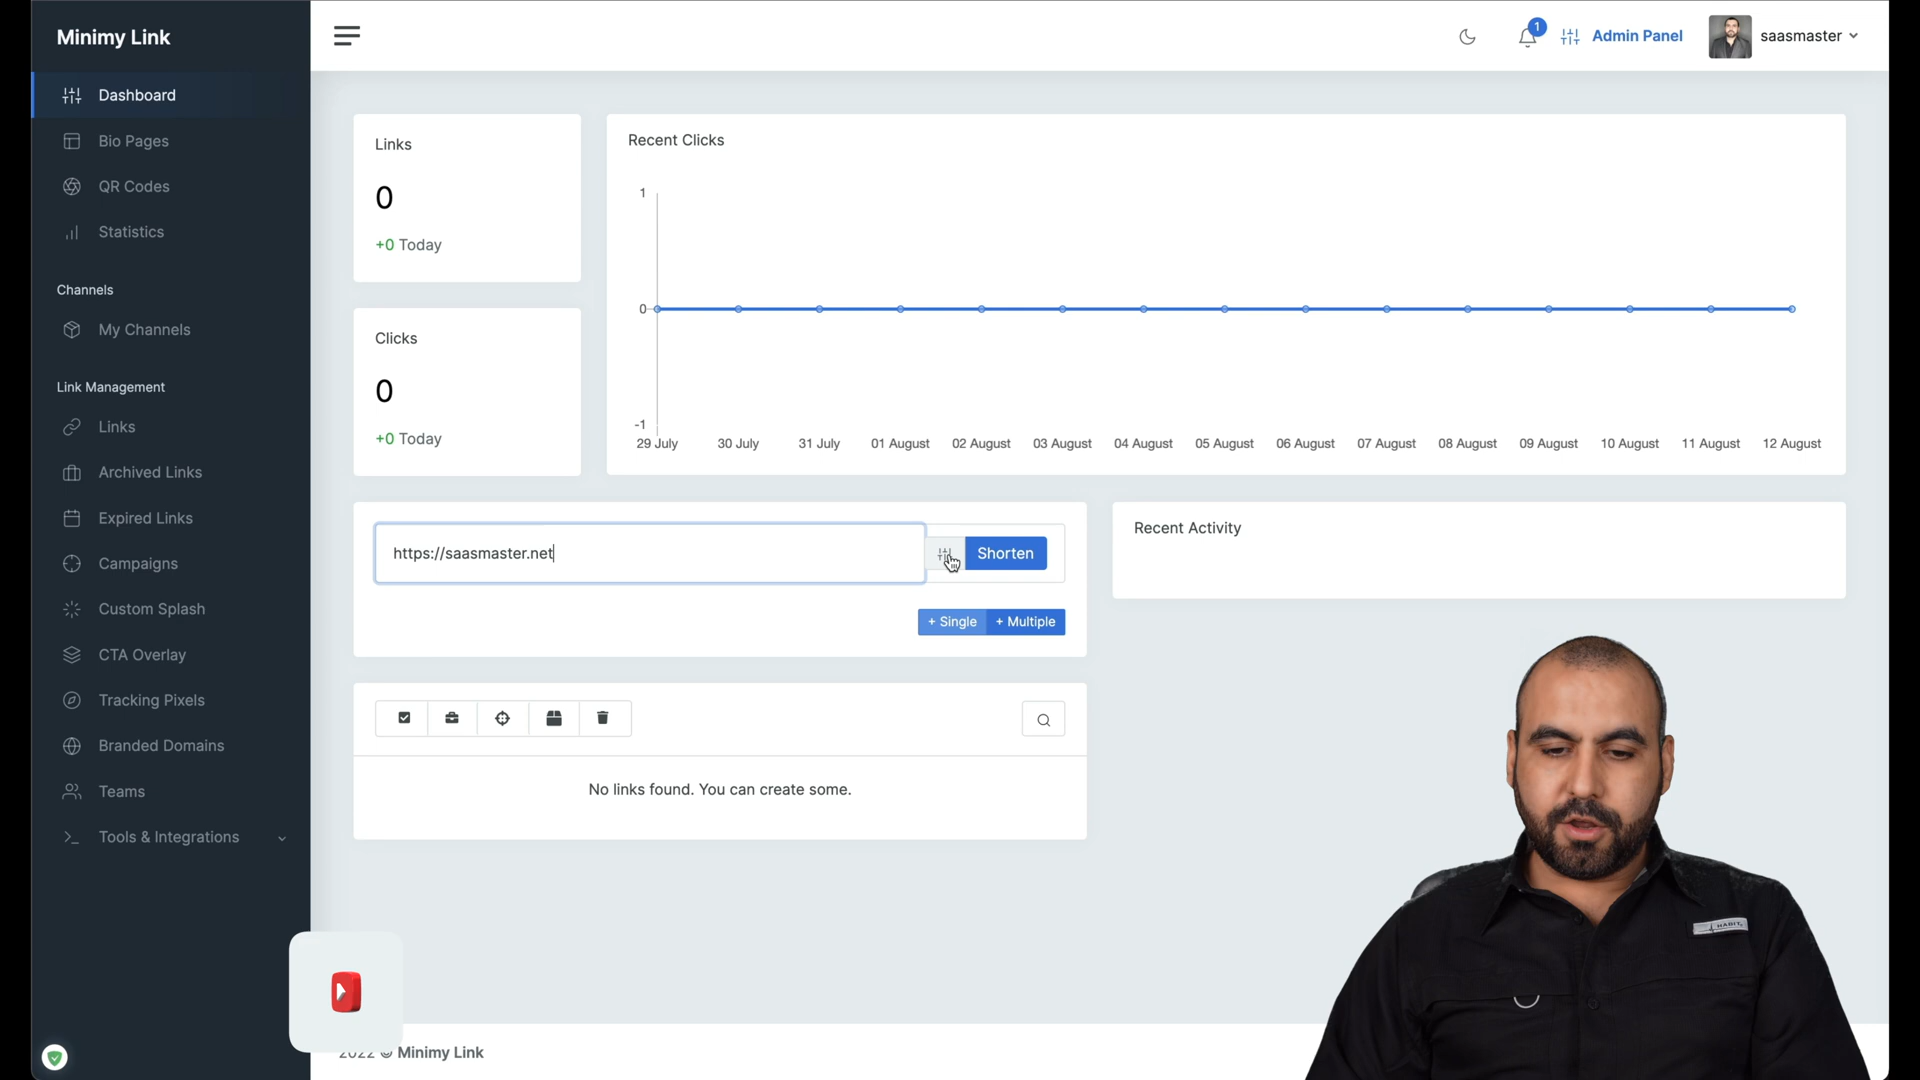 Minimy Link
1
Admin Panel
saasmaster
Dashboard
Bio Pages
QR Codes
Statistics
Channels
My Channels
Link Management
Links
Archived Links
Expired Links
Campaigns
Custom Splash
CTA Overlay
Tracking Pixels
Branded Domains
Teams
Tools & Integrations
Links
0
+0 Today
Clicks
0
+0 Today
Recent Clicks
1
0
-1
29 July 30 July 31 July 01 August 02 August 03 August 04 August 05 August 06 August 07 August 08 August 09 August 10 August 11 August 12 August
https://saasmaster.net
Shorten
+ Single + Multiple
Recent Activity
No links found. You can create some.
HABIT
2022 © Minimy Link